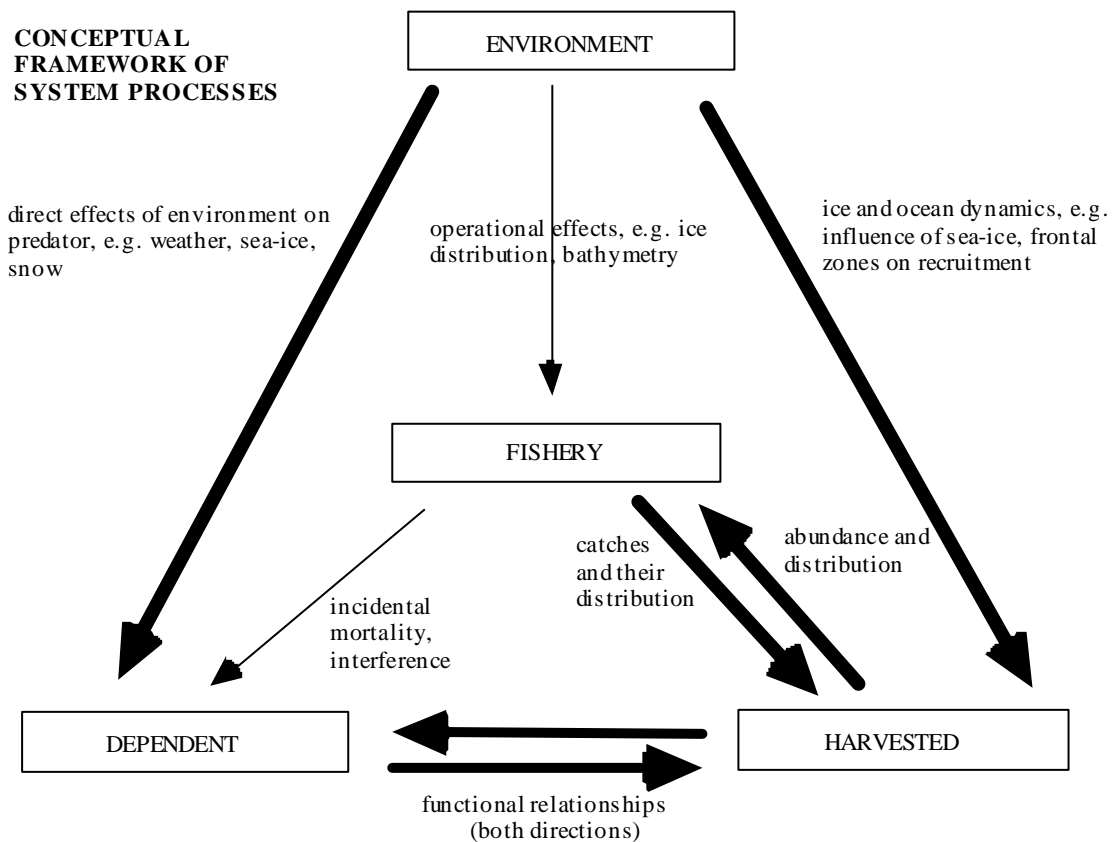 CONCEPTUAL
FRAMEWORK OF
SYSTEM PROCESSES
ENVIRONMENT
direct effects of environment on
predator, e.g. weather, sea-ice,
snow
operational effects, e.g. ice
distribution, bathymetry
ice and ocean dynamics, e.g.
influence of sea-ice, frontal
zones on recruitment
FISHERY
catches
and their
distribution
abundance and
distribution
incidental
mortality,
interference
DEPENDENT
HARVESTED
functional relationships
(both directions)